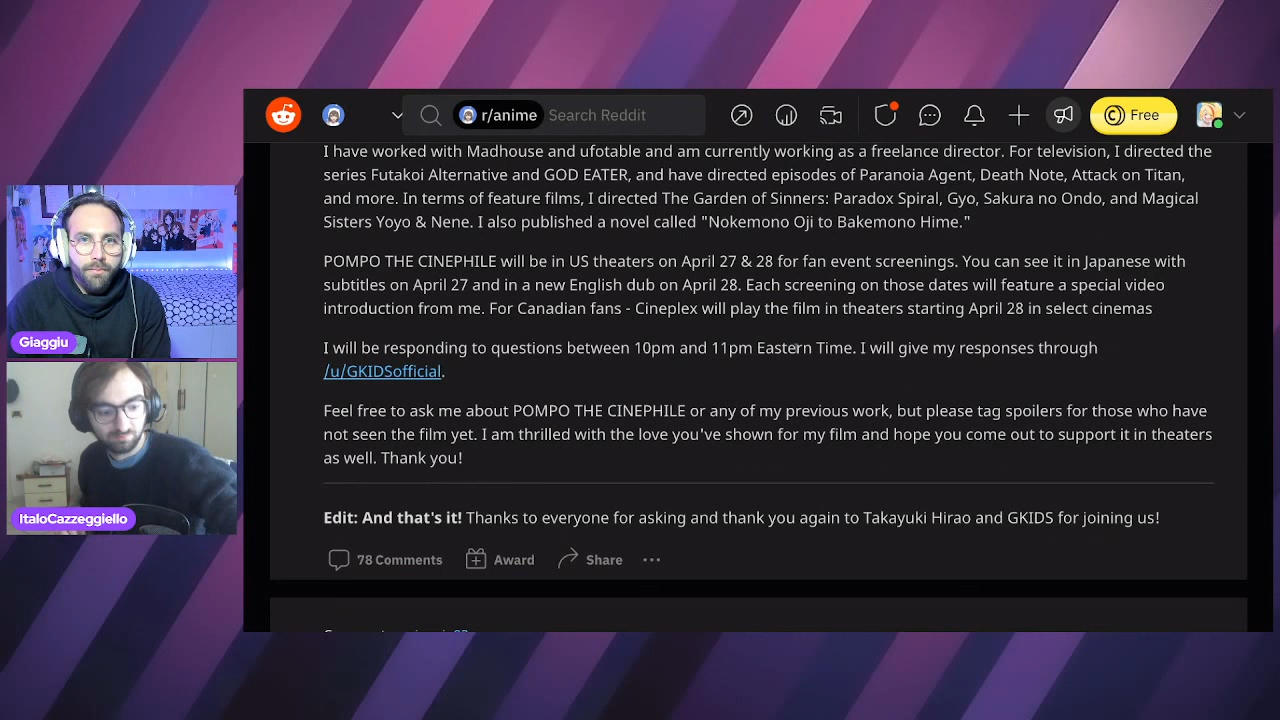 r/anime Search Reddit Free
I have worked with Madhouse and ufotable and am currently working as a freelance director. For television, I directed the
series Futakoi Alternative and GOD EATER, and have directed episodes of Paranoia Agent, Death Note, Attack on Titan,
and more. In terms of feature films, I directed The Garden of Sinners: Paradox Spiral, Gyo, Sakura no Ondo, and Magical
Sisters Yoyo & Nene. I also published a novel called "Nokemono Oji to Bakemono Hime."
POMPO THE CINEPHILE will be in US theaters on April 27 & 28 for fan event screenings. You can see it in Japanese with
subtitles on April 27 and in a new English dub on April 28. Each screening on those dates will feature a special video
introduction from me. For Canadian fans - Cineplex will play the film in theaters starting April 28 in select cinemas
I will be responding to questions between 10pm and 11pm Eastern Time. I will give my responses through
/u/GKIDSofficial.
Feel free to ask me about POMPO THE CINEPHILE or any of my previous work, but please tag spoilers for those who have
not seen the film yet. I am thrilled with the love you've shown for my film and hope you come out to support it in theaters
as well. Thank you!
Edit: And that's it! Thanks to everyone for asking and thank you again to Takayuki Hirao and GKIDS for joining us!
78 Comments Award Share
Giaggiu
ItaloCazzeggiello